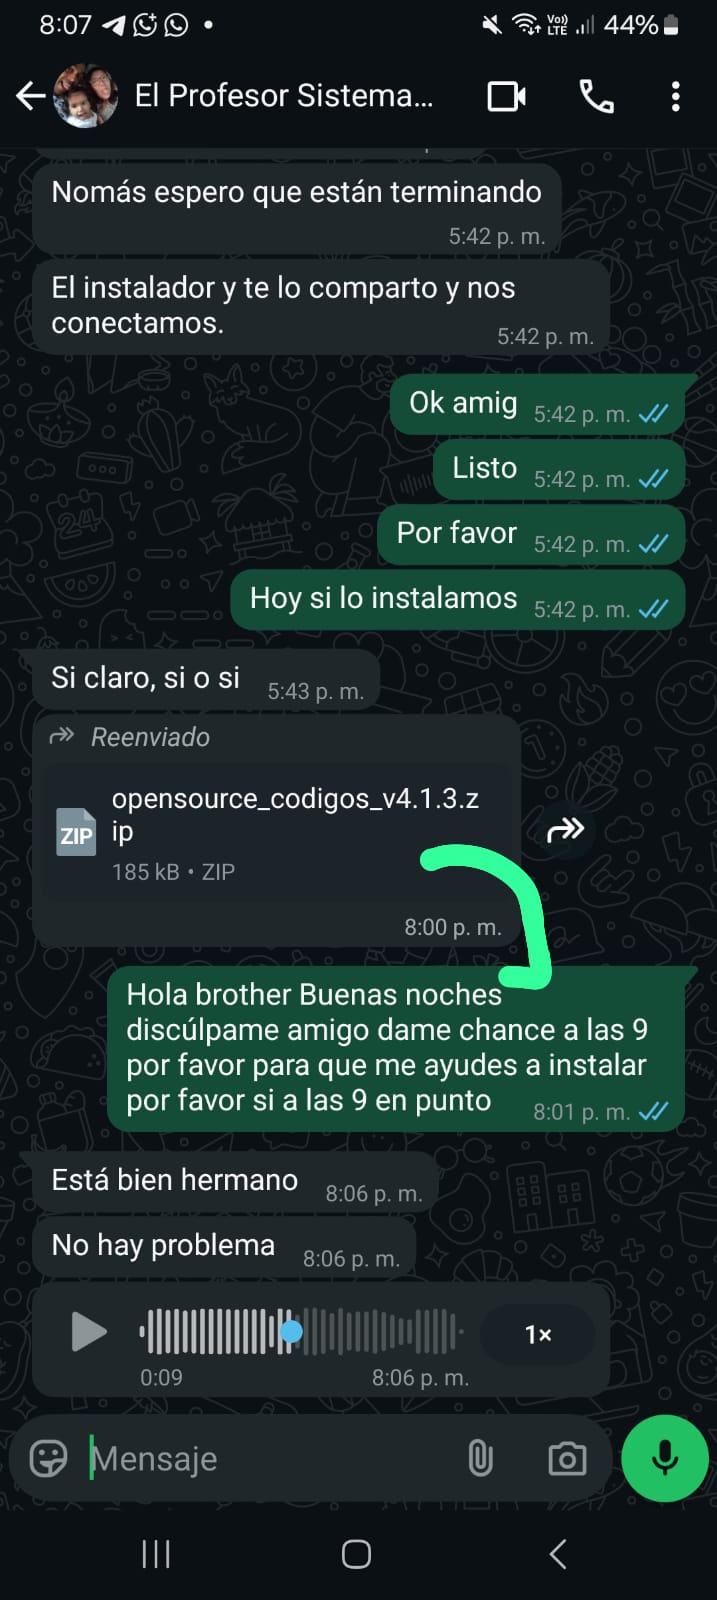 8:07 44%
El Profesor Sistema...
Nomás espero que están terminando
5:42 p. m.
El instalador y te lo comparto y nos
conectamos.
5:42 p. m.
Ok amig 5:42 p. m.
Listo 5:42 p. m.
Por favor 5:42 p. m.
Hoy si lo instalamos 5:42 p. m.
Si claro, si o si 5:43 p. m.
Reenviado
opensource_codigos_v4.1.3.z
ip
ZIP
185 kB • ZIP
8:00 p. m.
Hola brother Buenas noches
discúlpame amigo dame chance a las 9
por favor para que me ayudes a instalar
por favor si a las 9 en punto 8:01 p. m.
Está bien hermano 8:06 p. m.
No hay problema 8:06 p. m.
1×
0:09 8:06 p. m.
Mensaje